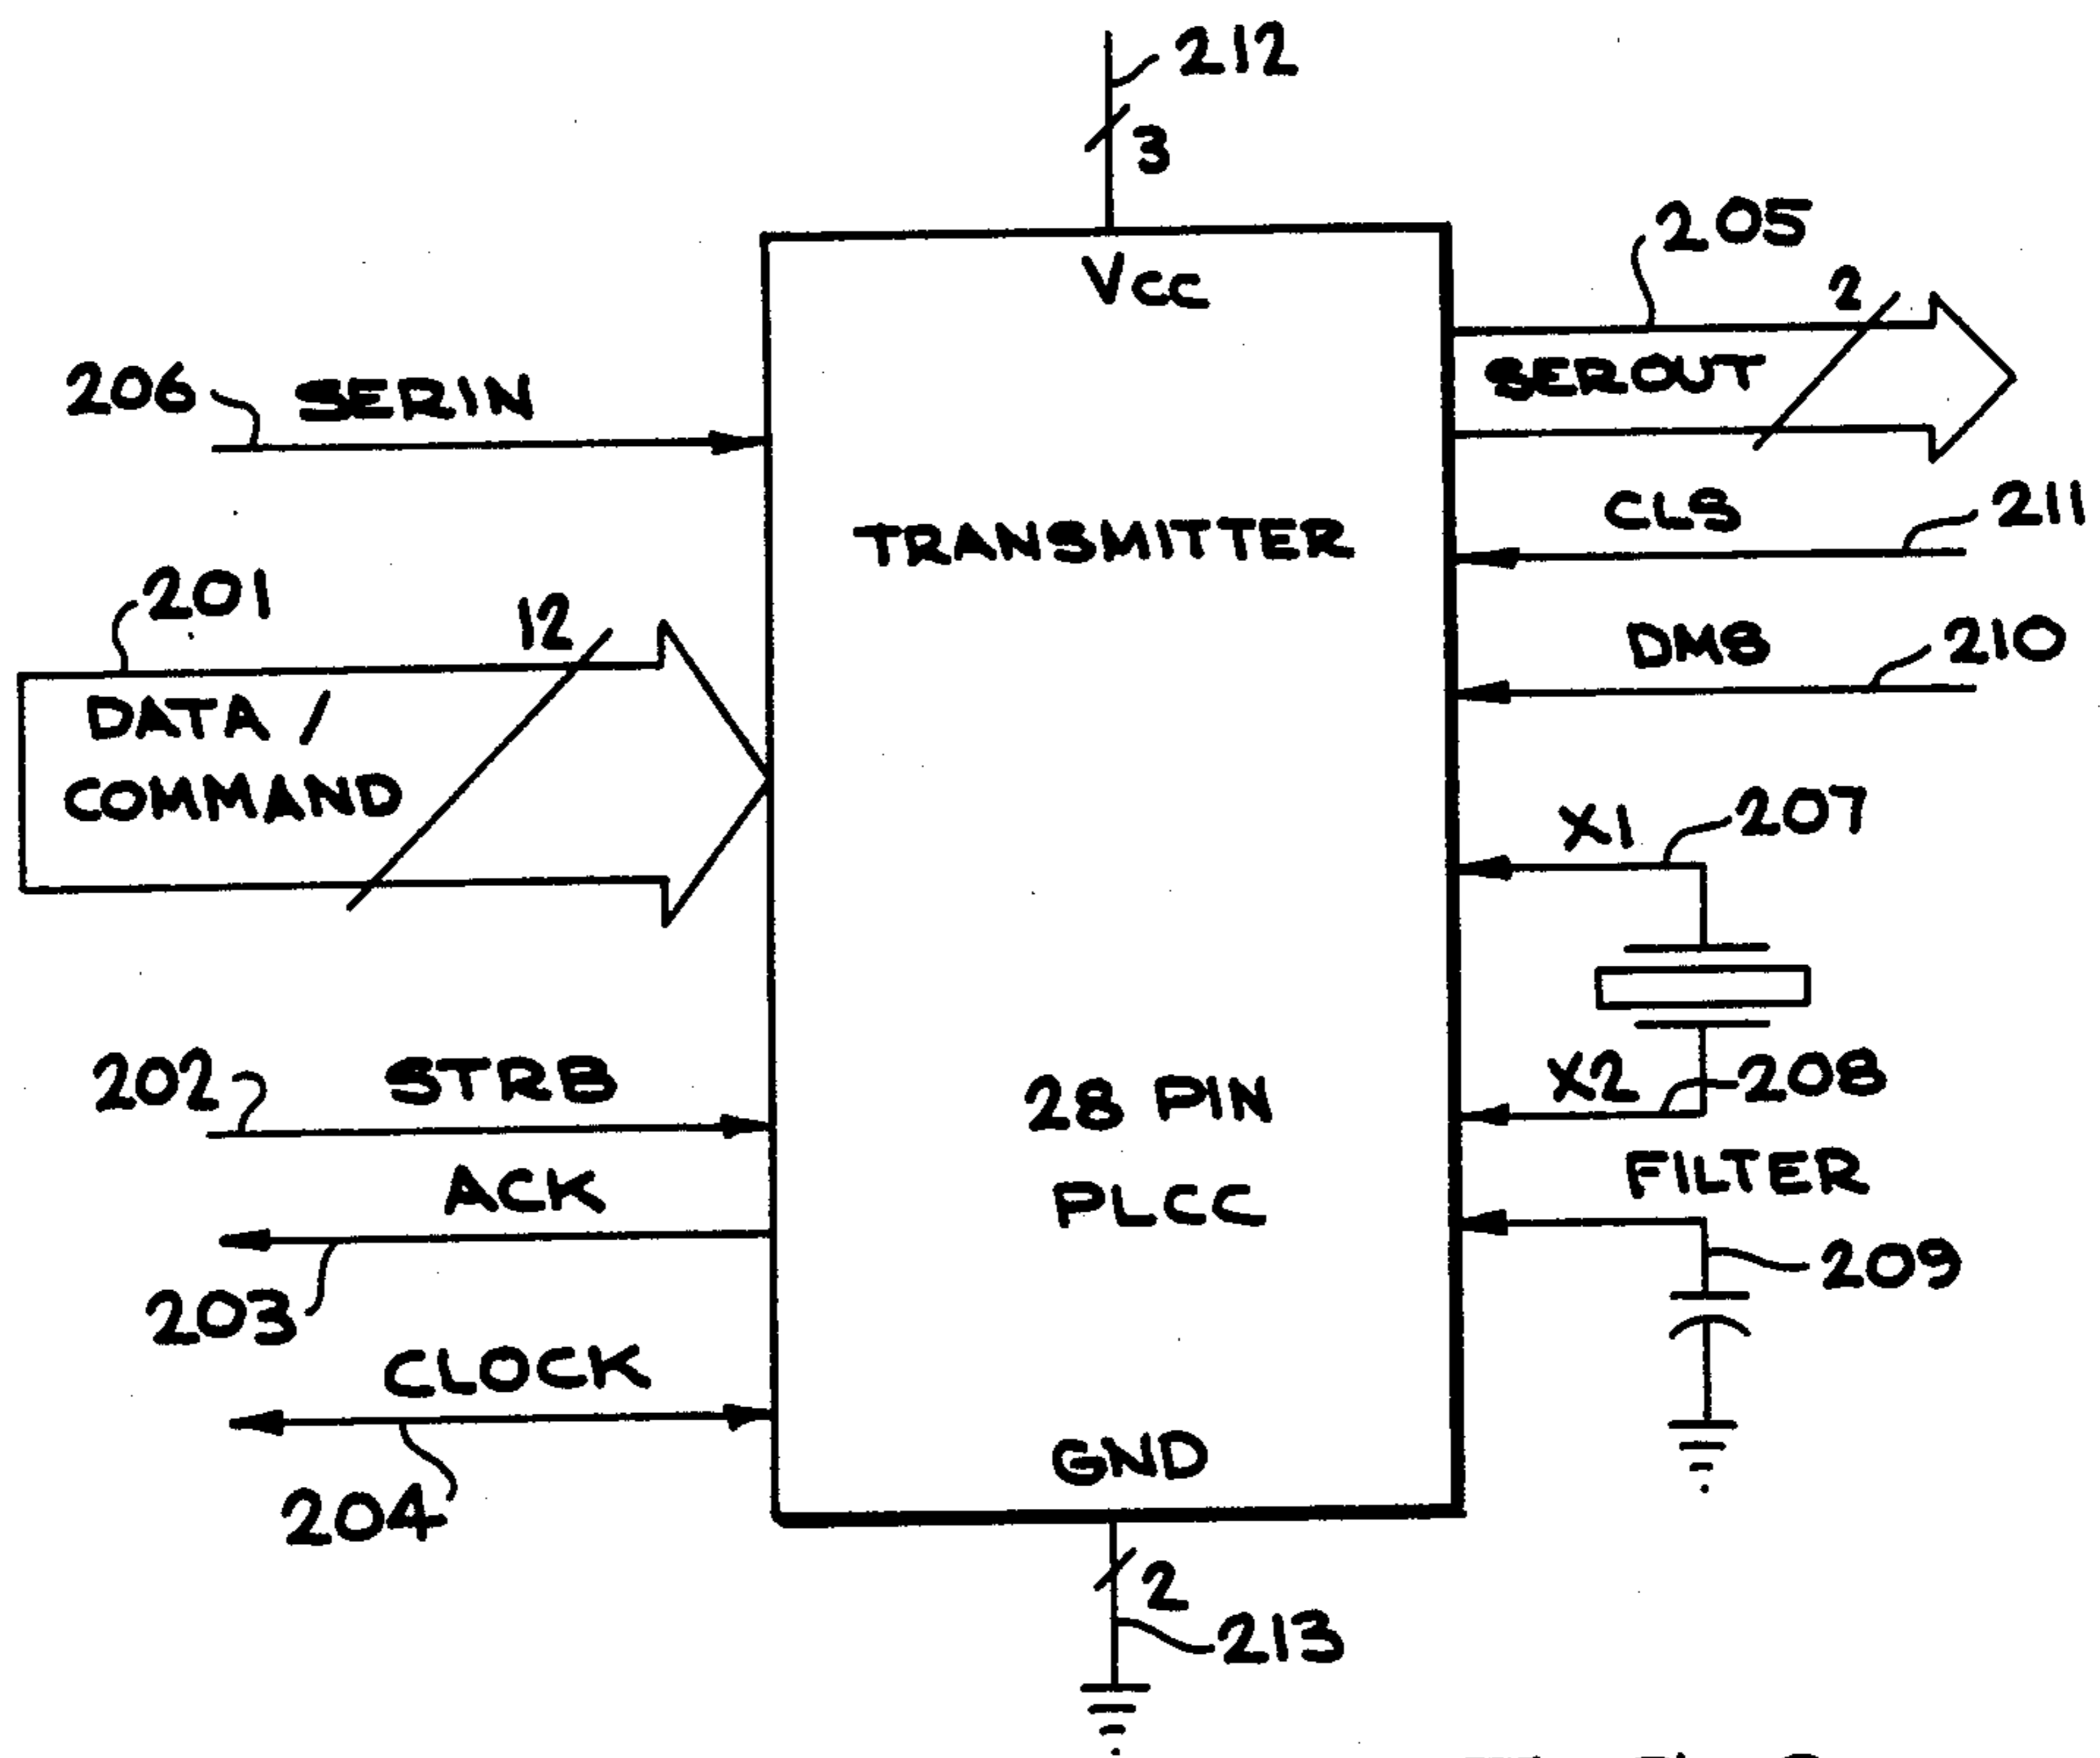 212
3
VCC
205
2
SEROUT
206
SERIN
CLS
211
TRANSMITTER
201
12
DATA /
COMMAND
DMS
210
X1
207
202
STRB
28 PIN
PLCC
X2
208
ACK
203
FILTER
209
CLOCK
204
GND
2
213